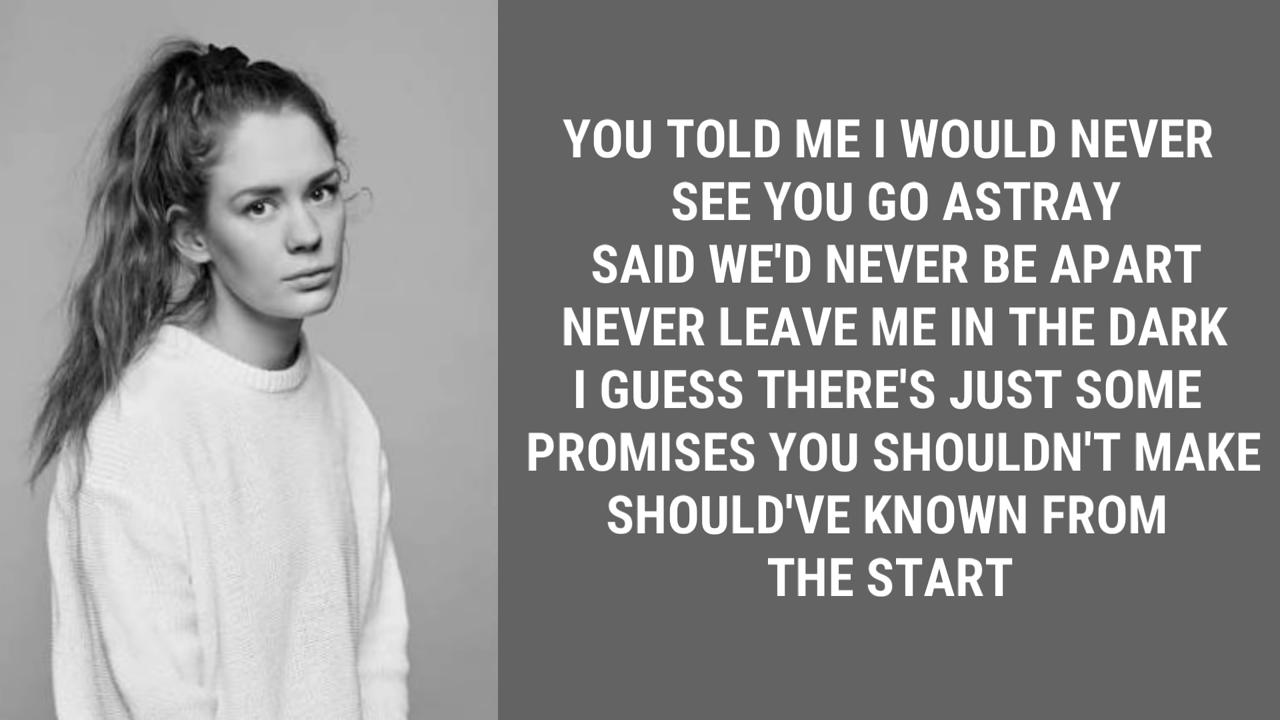 YOU TOLD ME I WOULD NEVER
SEE YOU GO ASTRAY
SAID WE'D NEVER BE APART
NEVER LEAVE ME IN THE DARK
I GUESS THERE'S JUST SOME
PROMISES YOU SHOULDN'T MAKE
SHOULD'VE KNOWN FROM
THE START